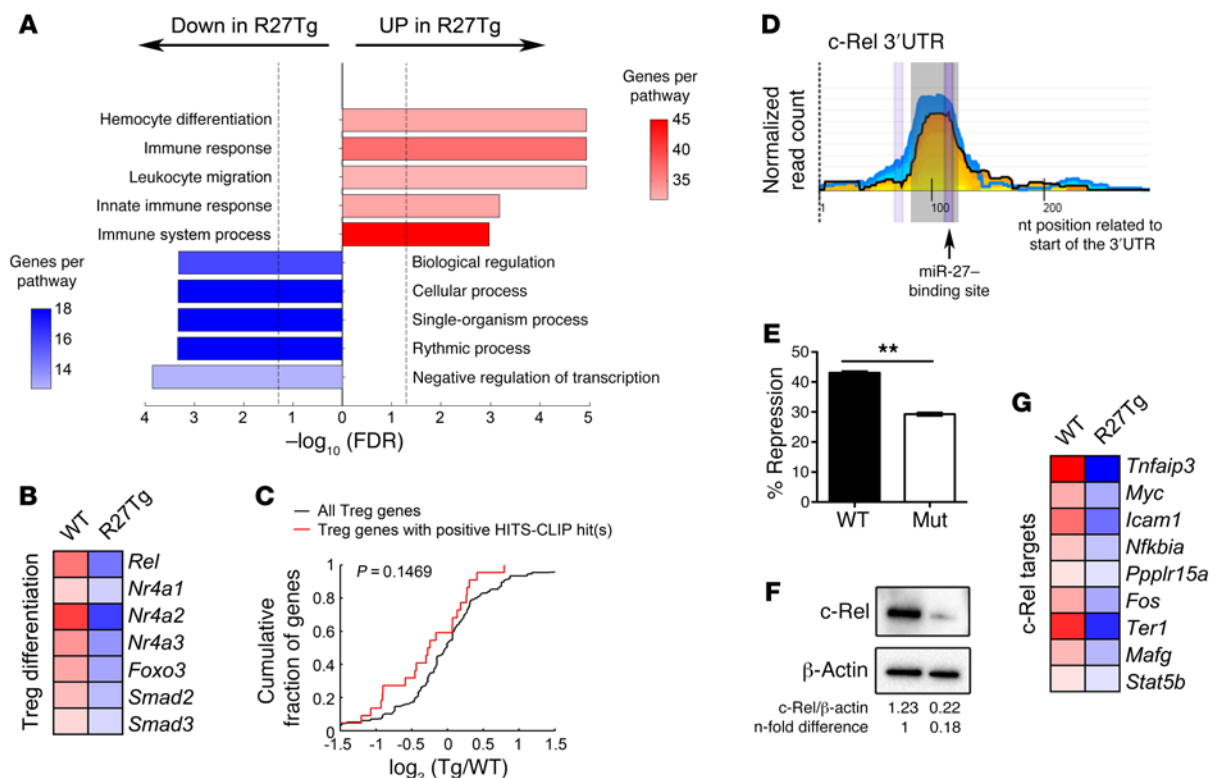 A
Down in R27Tg
UP in R27Tg
Genes per
pathway
45
40
35
Hemocyte differentiation
Immune response
Leukocyte migration
Innate immune response
Immune system process
Genes per
pathway
18
16
14
Biological regulation
Cellular process
Single-organism process
Rythmic process
Negative regulation of transcription
4 3 2 1 0 1 2 3 4 5
–log10 (FDR)
B
WT
R27Tg
Treg differentiation
Rel
Nr4a1
Nr4a2
Nr4a3
Foxo3
Smad2
Smad3
C
All Treg genes
Treg genes with positive HITS-CLIP hit(s)
P = 0.1469
Cumulative
fraction of genes
1
0.8
0.6
0.4
0.2
0
-1.5 -1 -0.5 0 0.5 1 1.5
log2 (Tg/WT)
D
c-Rel 3′UTR
Normalized
read count
1 100 200
nt position related to
start of the 3′UTR
miR-27–
binding site
E
% Repression
50
40
30
20
10
0
**
WT Mut
F
c-Rel
β-Actin
c-Rel/β-actin 1.23 0.22
n-fold difference 1 0.18
G
WT
R27Tg
c-Rel targets
Tnfaip3
Myc
Icam1
Nfkbia
Ppplr15a
Fos
Ter1
Mafg
Stat5b